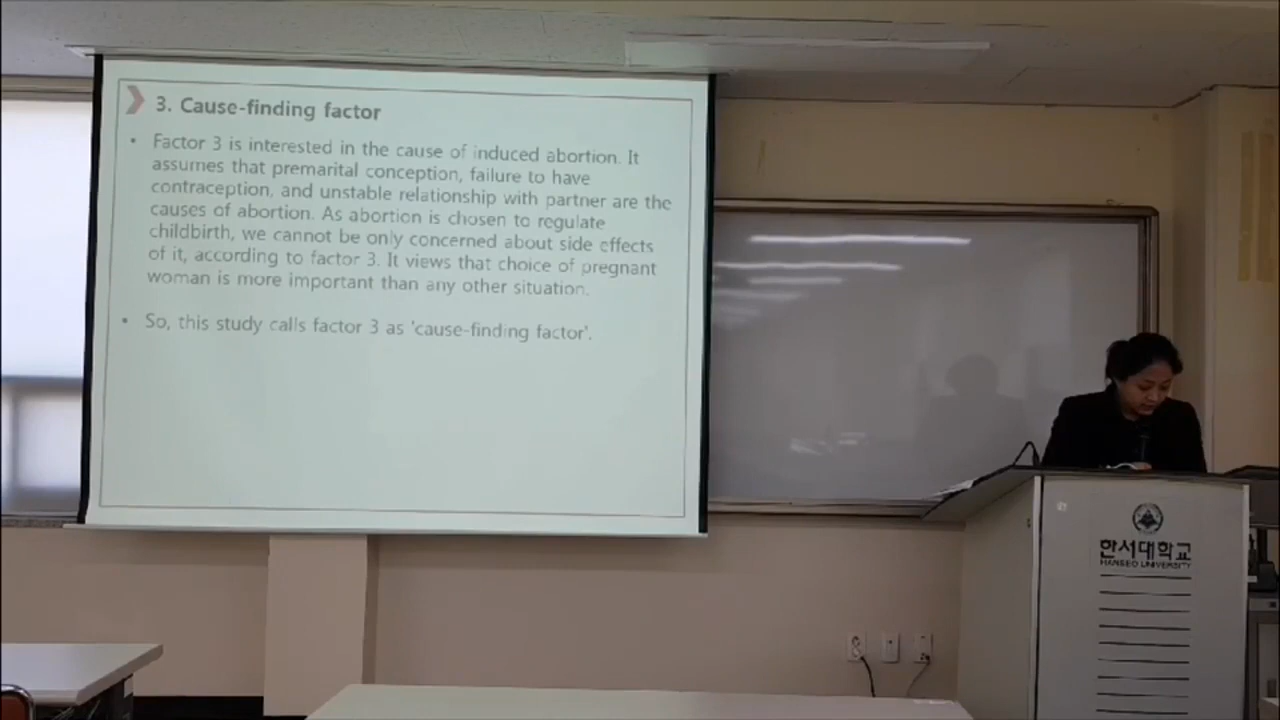 3. Cause-finding factor
• Factor 3 is interested in the cause of induced abortion. It
assumes that premarital conception, failure to have
contraception, and unstable relationship with partner are the
causes of abortion. As abortion is chosen to regulate
childbirth, we cannot be only concerned about side effects
of it, according to factor 3. It views that choice of pregnant
woman is more important than any other situation.
• So, this study calls factor 3 as 'cause-finding factor'.
한서대학교
HANSEO UNIVERSITY